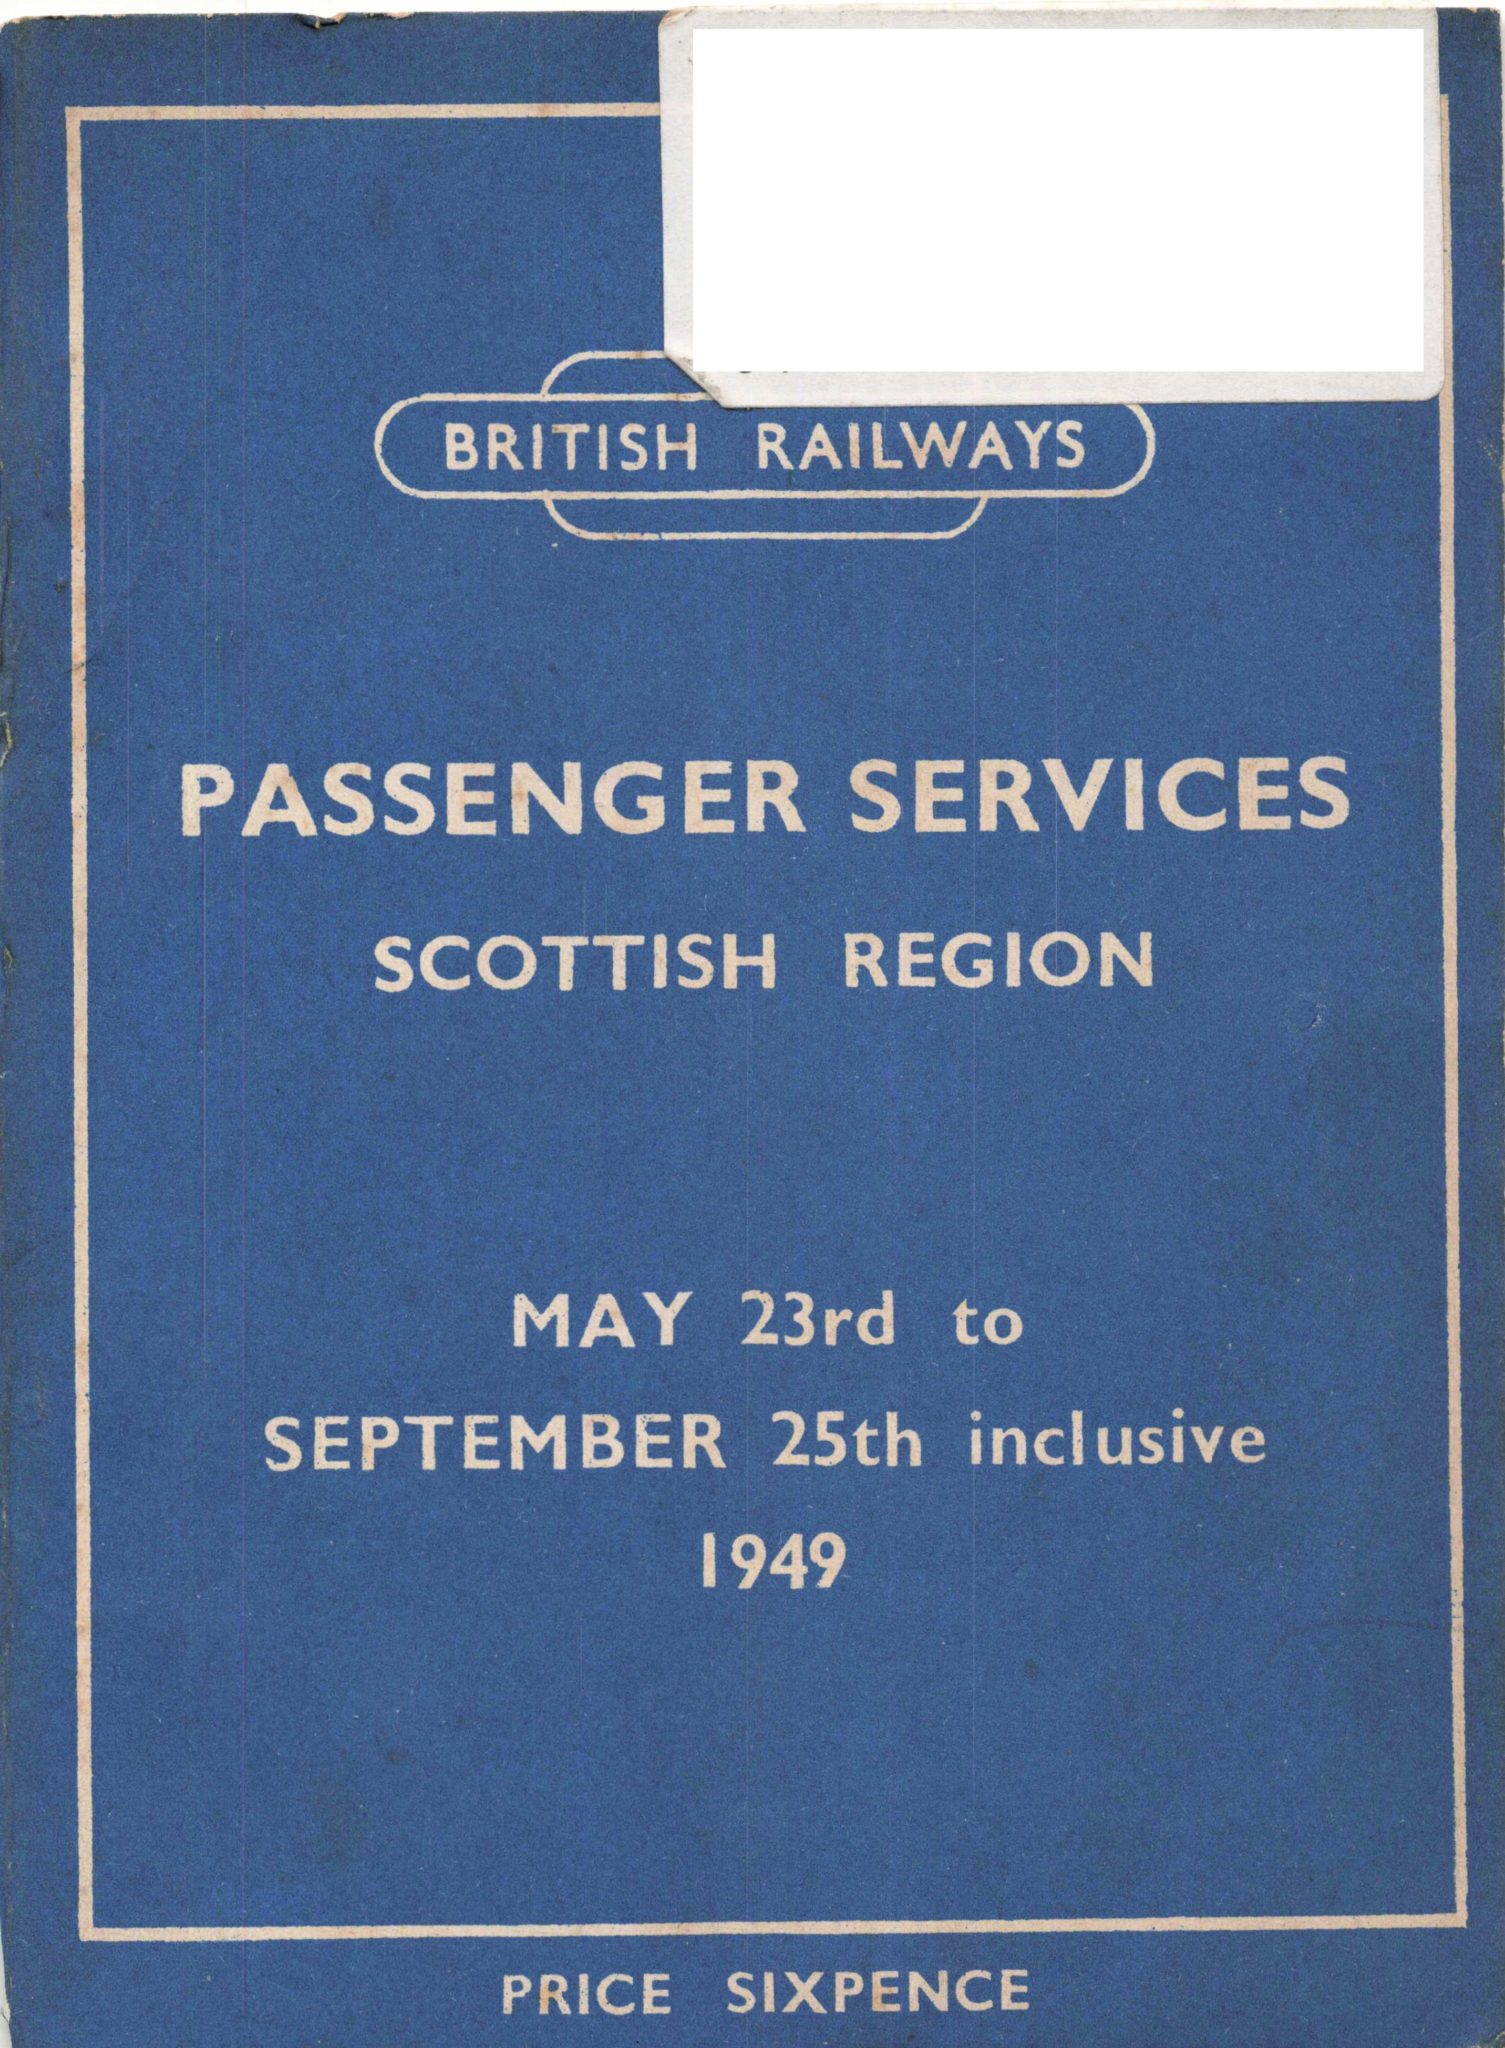 BRITISH RAILWAYS
PASSENGER SERVICES
SCOTTISH REGION
MAY 23rd to
SEPTEMBER 25th inclusive
1949
PRICE SIXPENCE